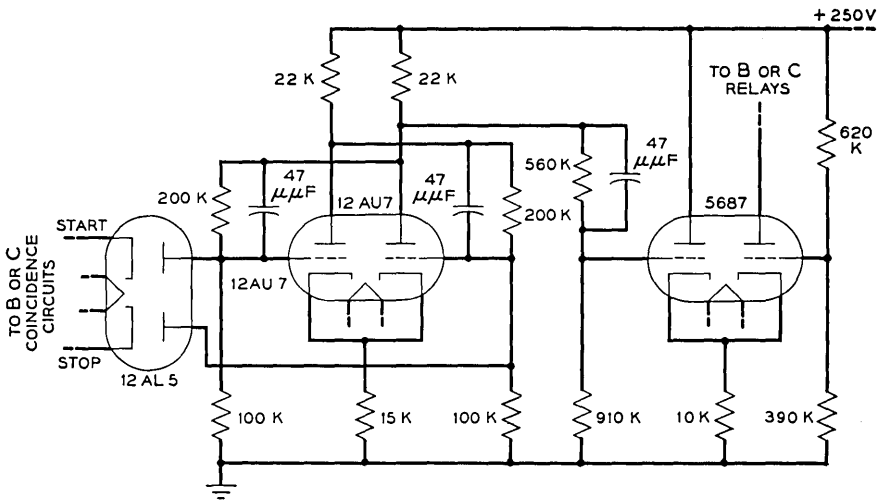 + 250V
22 K
22 K
TO B OR C
RELAYS
620
K
47
μμF
47
μμF
47
μμF
560 K
200 K
12 AU7
200K
5687
START
12AU 7
TO B OR C
COINCIDENCE
CIRCUITS
STOP
12 AL 5
100 K
15 K
100 K
910 K
10 K
390 K